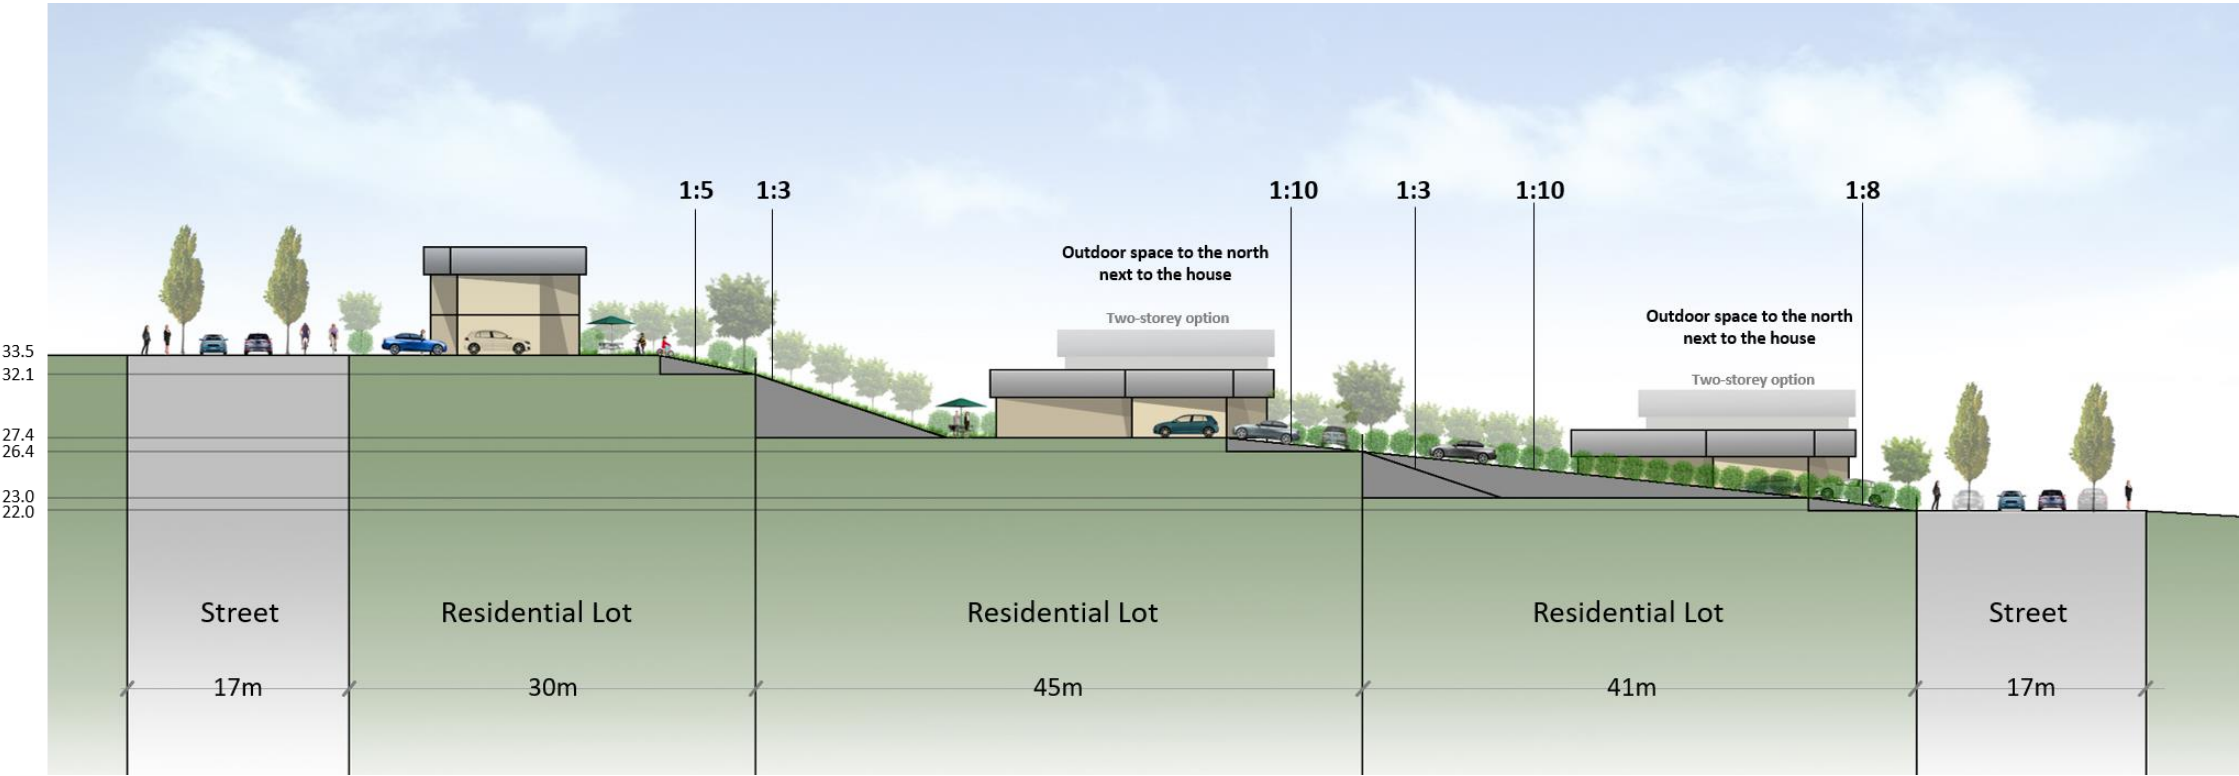 1:5
1:3
1:10
1:3
1:10
1:8
Outdoor space to the north
next to the house
Two-storey option
Outdoor space to the north
next to the house
Two-storey option
33.5
32.1
27.4
26.4
23.0
22.0
Street
Residential Lot
Residential Lot
Residential Lot
Street
17m
30m
45m
41m
17m